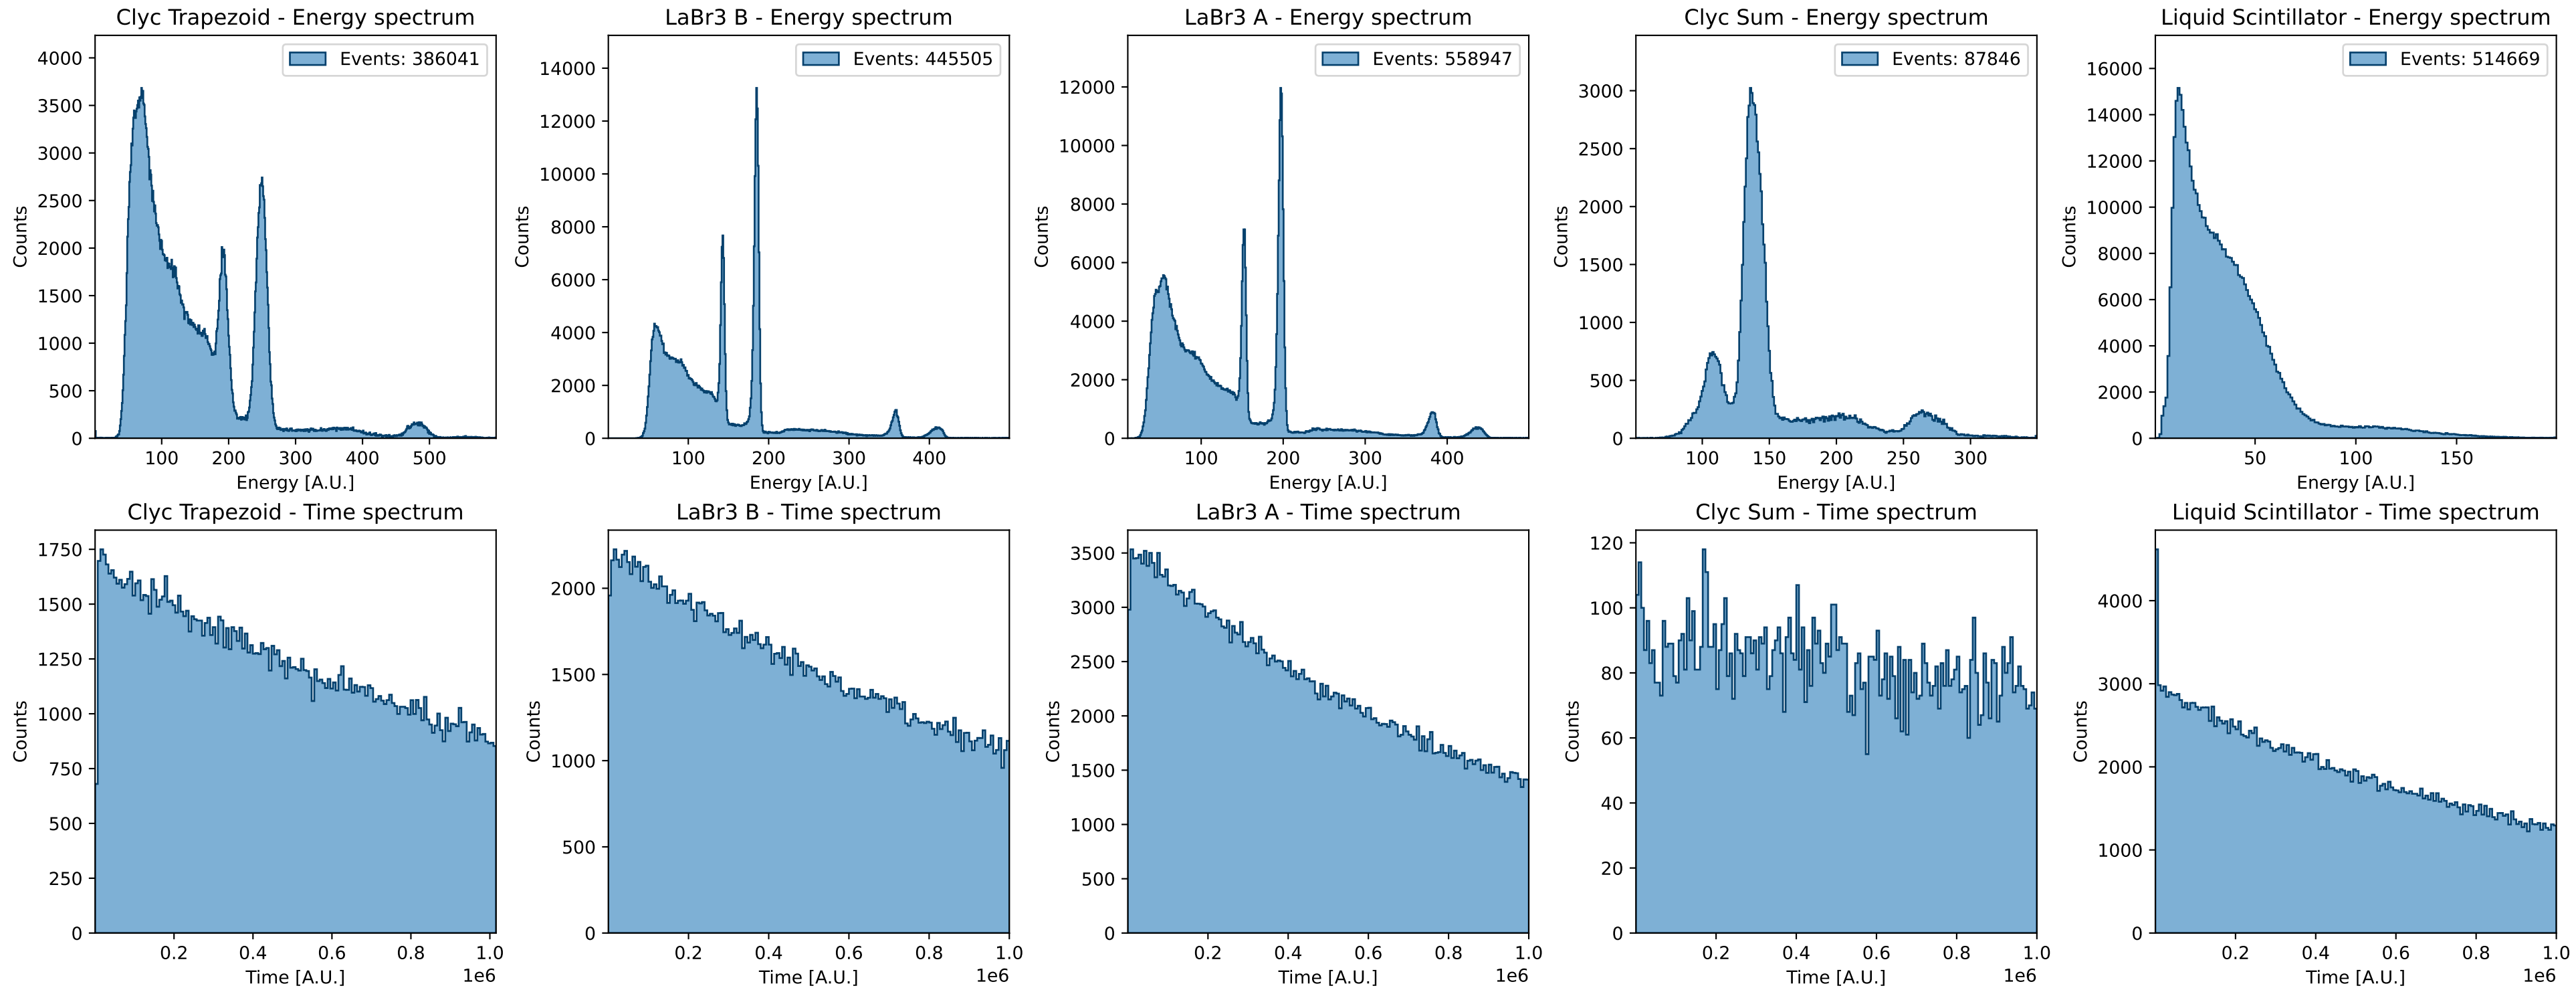 Clyc Trapezoid - Energy spectrum
Events: 386041
4000
3500
3000
2500
2000
1500
1000
500
0
Counts
100 200 300 400 500
Energy [A.U.]
LaBr3 B - Energy spectrum
Events: 445505
14000
12000
10000
8000
6000
4000
2000
0
Counts
100 200 300 400
Energy [A.U.]
LaBr3 A - Energy spectrum
Events: 558947
12000
10000
8000
6000
4000
2000
0
Counts
100 200 300 400
Energy [A.U.]
Clyc Sum - Energy spectrum
Events: 87846
3000
2500
2000
1500
1000
500
0
Counts
100 150 200 250 300
Energy [A.U.]
Liquid Scintillator - Energy spectrum
Events: 514669
16000
14000
12000
10000
8000
6000
4000
2000
0
Counts
50 100 150
Energy [A.U.]
Clyc Trapezoid - Time spectrum
1750
1500
1250
1000
750
500
250
0
Counts
0.2 0.4 0.6 0.8 1.0
1e6
Time [A.U.]
LaBr3 B - Time spectrum
2000
1500
1000
500
0
Counts
0.2 0.4 0.6 0.8 1.0
1e6
Time [A.U.]
LaBr3 A - Time spectrum
3500
3000
2500
2000
1500
1000
500
0
Counts
0.2 0.4 0.6 0.8 1.0
1e6
Time [A.U.]
Clyc Sum - Time spectrum
120
100
80
60
40
20
0
Counts
0.2 0.4 0.6 0.8 1.0
1e6
Time [A.U.]
Liquid Scintillator - Time spectrum
4000
3000
2000
1000
0
Counts
0.2 0.4 0.6 0.8 1.0
1e6
Time [A.U.]